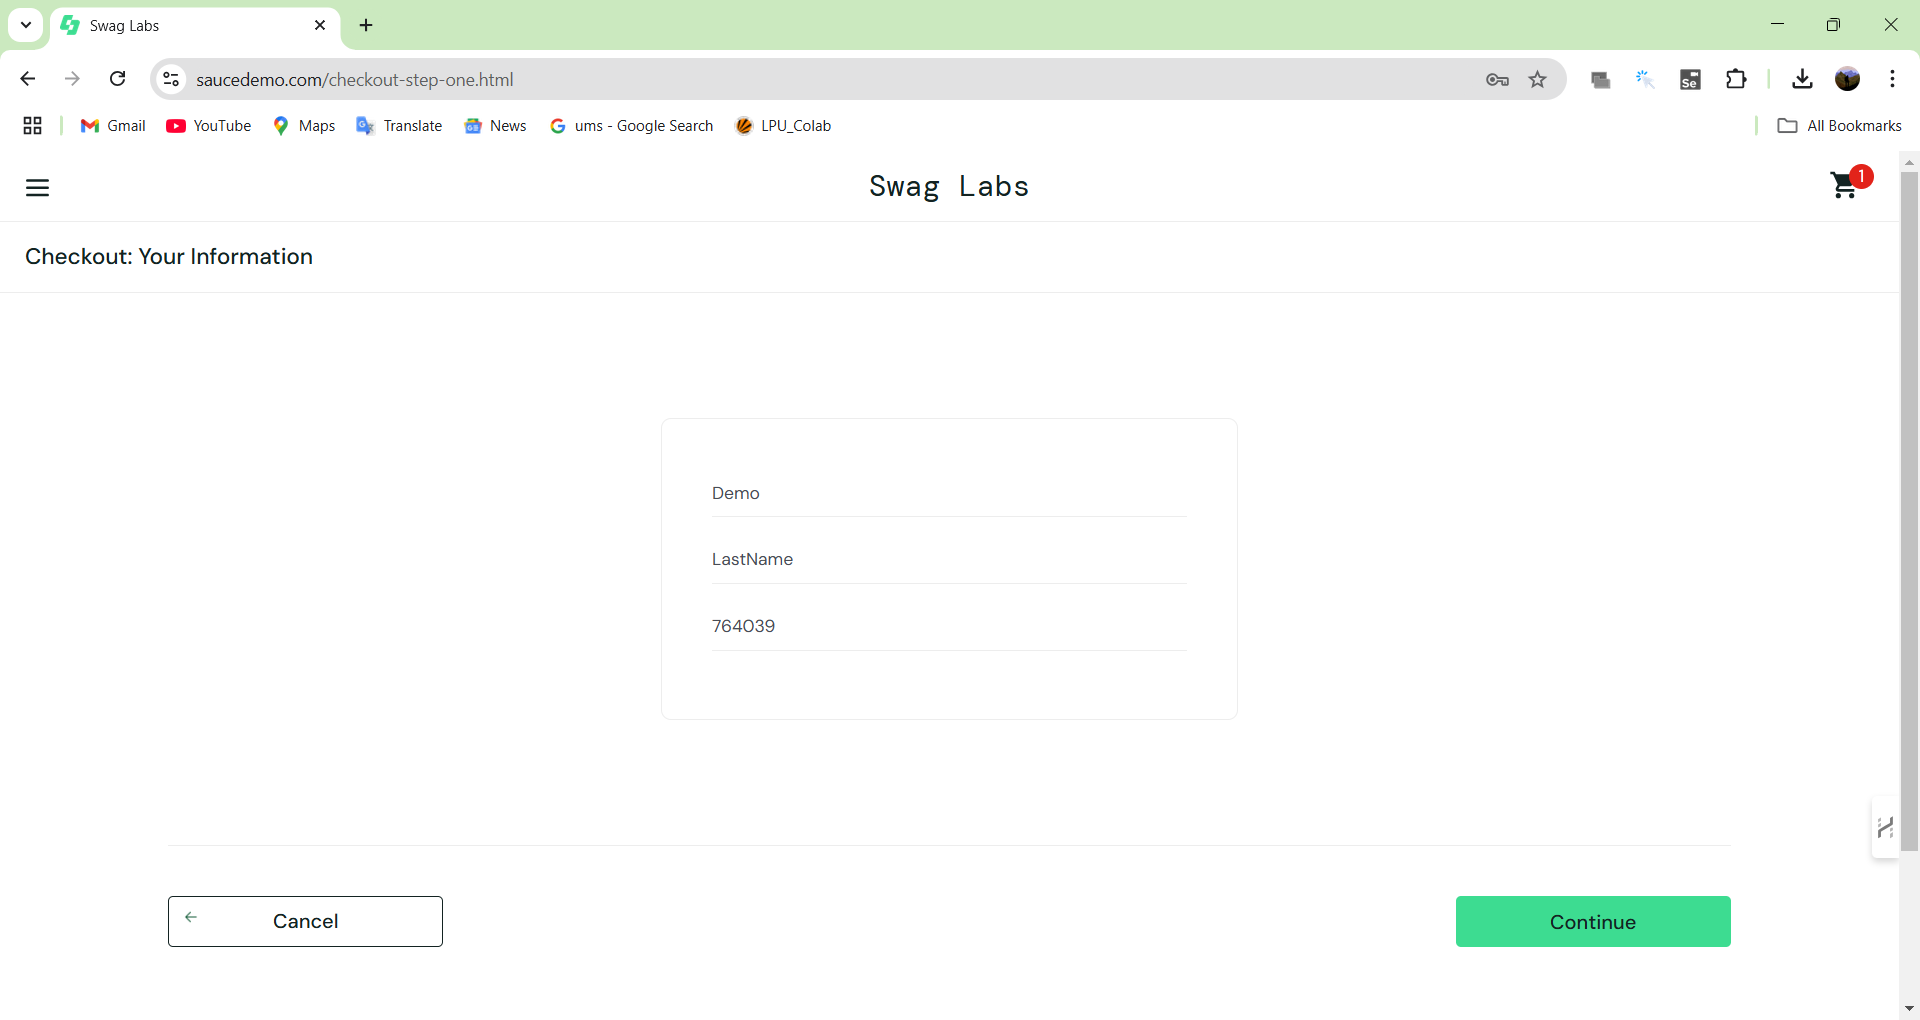 Swag Labs
saucedemo.com/checkout-step-one.html
Se
Gmail
YouTube
Maps
Translate
News
ums - Google Search
LPU_Colab
All Bookmarks
Swag Labs
1
Checkout: Your Information
Demo
LastName
764039
Cancel
Continue